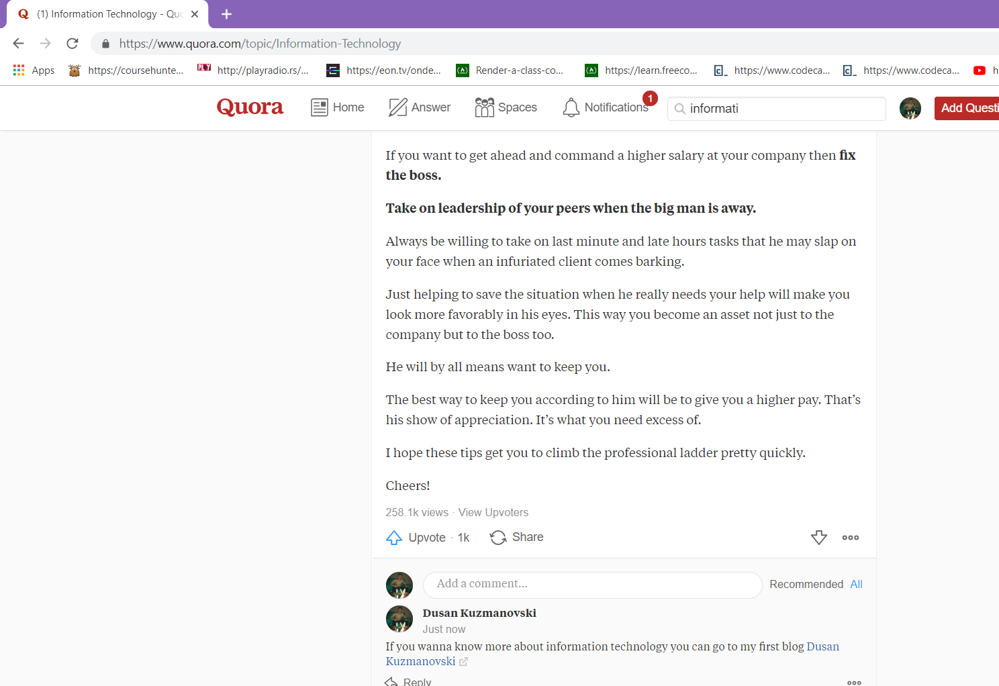 (1) Information Technology - Quo
https://www.quora.com/topic/Information-Technology
Apps https://coursehunte... PLAY http://playradio.rs/... https://eon.tv/onde... Render-a-class-co... https://learn.freeco... https://www.codeca... https://www.codeca... h
Quora Home Answer Spaces Notifications 1 informati Add Questi
If you want to get ahead and command a higher salary at your company then fix
the boss.
Take on leadership of your peers when the big man is away.
Always be willing to take on last minute and late hours tasks that he may slap on
your face when an infuriated client comes barking.
Just helping to save the situation when he really needs your help will make you
look more favorably in his eyes. This way you become an asset not just to the
company but to the boss too.
He will by all means want to keep you.
The best way to keep you according to him will be to give you a higher pay. That’s
his show of appreciation. It’s what you need excess of.
I hope these tips get you to climb the professional ladder pretty quickly.
Cheers!
258.1k views · View Upvoters
Upvote · 1k Share
Add a comment... Recommended All
Dusan Kuzmanovski
Just now
If you wanna know more about information technology you can go to my first blog Dusan
Kuzmanovski
Reply